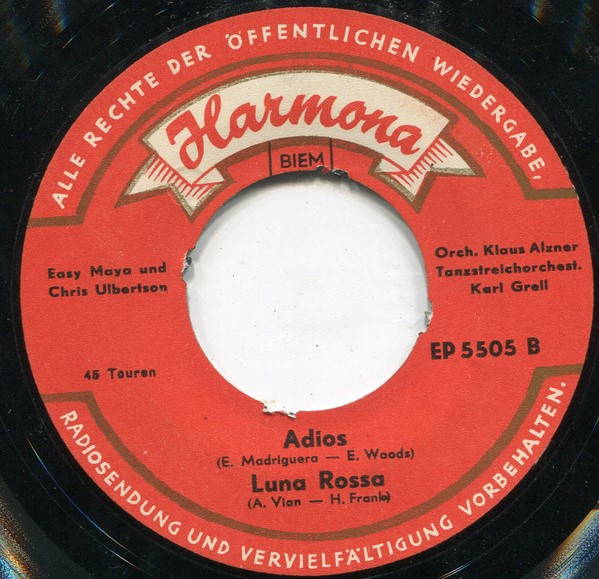 ALLE RECHTE DER ÖFFENTLICHEN WIEDERGABE,
Harmona
BIEM
Easy Maya und
Chris Ulbertson
Orch. Klaus Alzner
Tanzstreichorchest.
Karl Grell
45 Touren
EP 5505 B
Adios
(E. Madriguera — E. Woods)
Luna Rossa
(A. Vian — H. Franke)
RADIOSENDUNG UND VERVIELFÄLTIGUNG VORBEHALTEN.